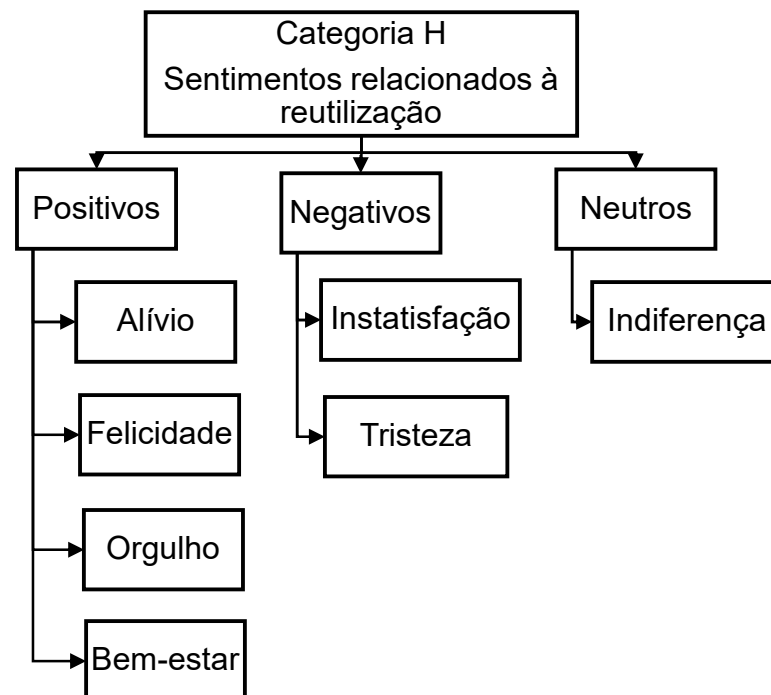 Categoria H
Sentimentos relacionados à
reutilização
Positivos
Negativos
Neutros
Alívio
Instatisfação
Indiferença
Felicidade
Tristeza
Orgulho
Bem-estar